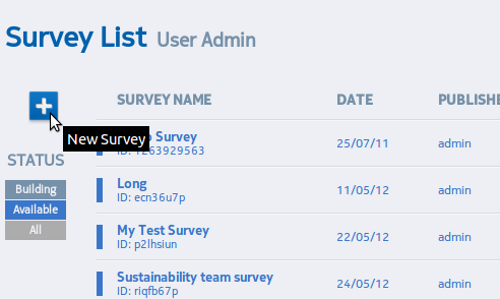 Survey List User Admin
SURVEY NAME DATE PUBLISHE
New Survey
Survey 25/07/11 admin
ID: 1263929563
STATUS
Building
Available
All
Long 11/05/12 admin
ID: ecn36u7p
My Test Survey 22/05/12 admin
ID: p2lhsiun
Sustainability team survey 24/05/12 admin
ID: riqfb67p